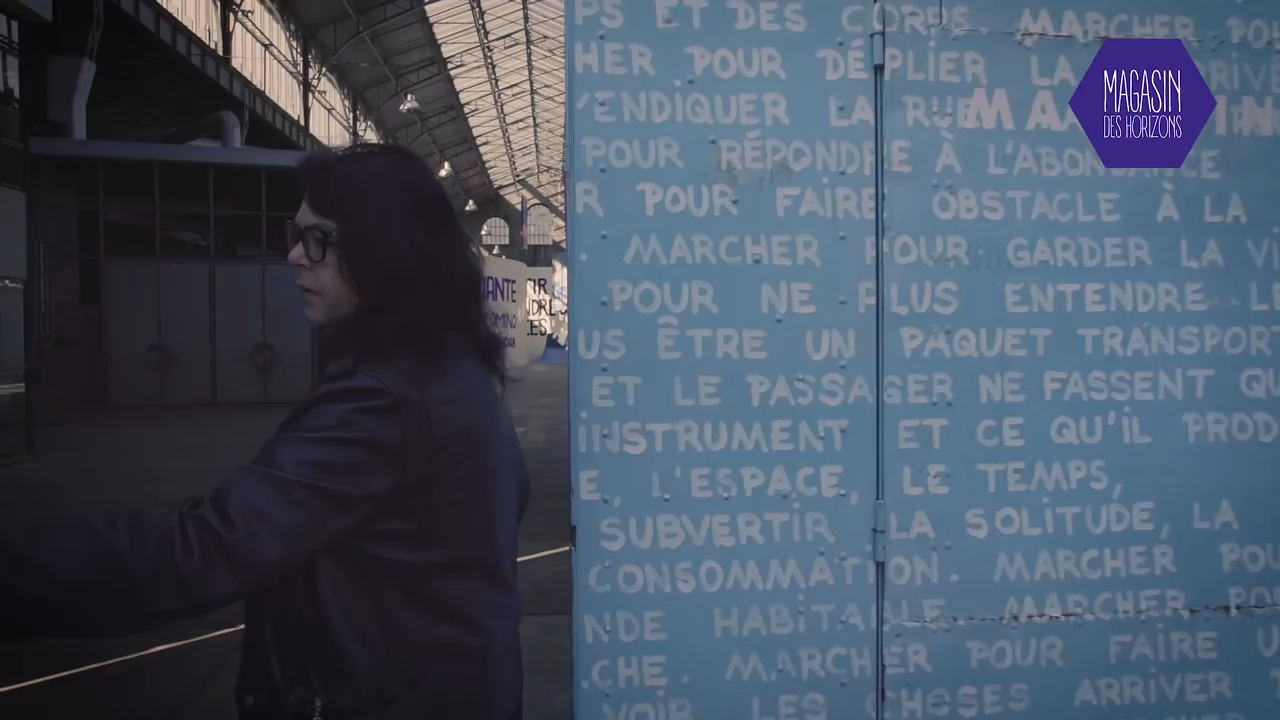 PS ET DES CORPS. MARCHER POU
HER POUR DÉPLIER LA
'ENDIQUER LA RUE
POUR RÉPONDRE À L'ABON
R POUR FAIRE OBSTACLE À LA
. MARCHER POUR GARDER LA VI
POUR NE PLUS ENTENDRE LE
US ÊTRE UN PAQUET TRANSPORT
ET LE PASSAGER NE FASSENT QU
INSTRUMENT ET CE QU'IL PROD
E, L'ESPACE, LE TEMPS,
SUBVERTIR LA SOLITUDE, LA
CONSOMMATION. MARCHER POU
NDE HABITABLE MARCHER POU
.CHE. MARCHER POUR FAIRE U
VOIR LES CHOSES ARRIVER
MAGASIN
DES HORIZONS
IANTE